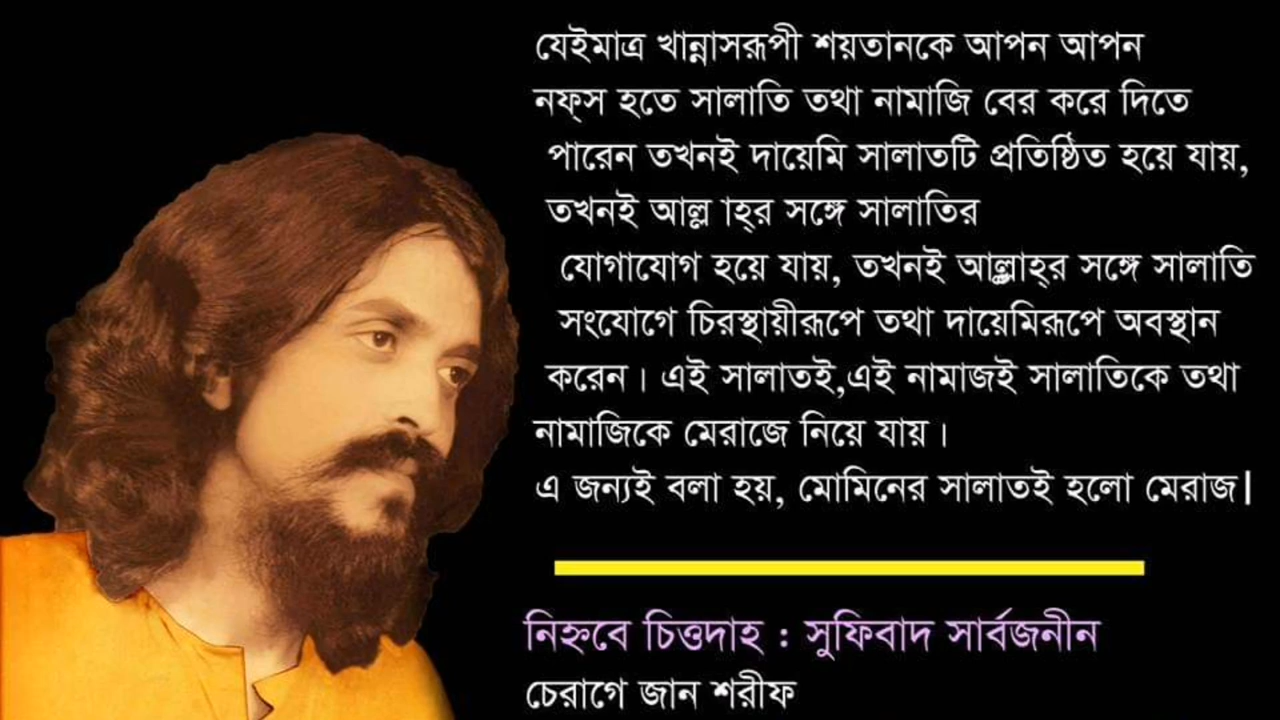 যেইমাত্র খান্নাসরূপী শয়তানকে আপন আপন
নফ্স হতে সালাতি তথা নামাজি বের করে দিতে
পারেন তখনই দায়েমি সালাতটি প্রতিষ্ঠিত হয়ে যায়,
তখনই আল্ল াহ্র সঙ্গে সালাতির
যোগাযোগ হয়ে যায়, তখনই আল্লাহ্র সঙ্গে সালাতি
সংযোগে চিরস্থায়ীরূপে তথা দায়েমিরূপে অবস্থান
করেন। এই সালাতই,এই নামাজই সালাতিকে তথা
নামাজিকে মেরাজে নিয়ে যায়।
এ জন্যই বলা হয়, মোমিনের সালাতই হলো মেরাজ|
নিহ্নবে চিত্তদাহ : সুফিবাদ সার্বজনীন
চেরাগে জান শরীফ